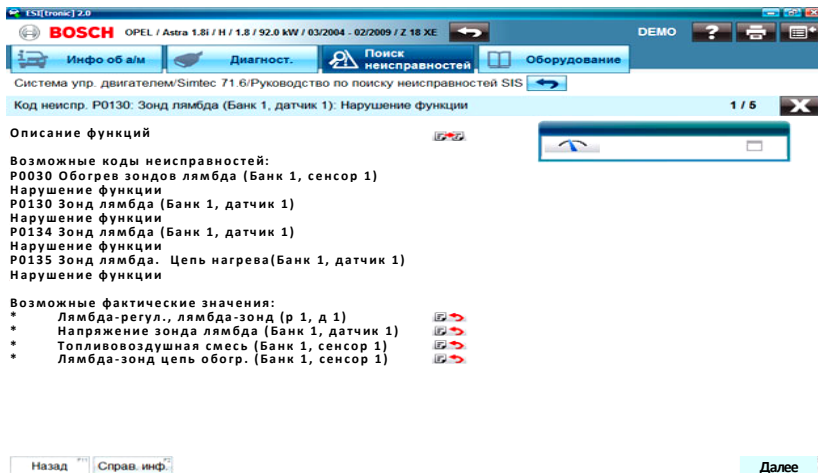 ESI[tronic] 2.0
BOSCH OPEL / Astra 1.8i / H / 1.8 / 92.0 kW / 03/2004 - 02/2009 / Z 18 XE DEMO ?
Инфо об а/м Диагност. Поиск неисправностей Оборудование
Система упр. двигателем/Simtec 71.6/Руководство по поиску неисправностей SIS
Код неиспр. P0130: Зонд лямбда (Банк 1, датчик 1): Нарушение функции 1 / 5 X
Описание функций
Возможные коды неисправностей:
P0030 Обогрев зондов лямбда (Банк 1, сенсор 1)
Нарушение функции
P0130 Зонд лямбда (Банк 1, датчик 1)
Нарушение функции
P0134 Зонд лямбда (Банк 1, датчик 1)
Нарушение функции
P0135 Зонд лямбда. Цепь нагрева(Банк 1, датчик 1)
Нарушение функции
Возможные фактические значения:
* Лямбда-регул., лямбда-зонд (р 1, д 1)
* Напряжение зонда лямбда (Банк 1, датчик 1)
* Топливовоздушная смесь (Банк 1, сенсор 1)
* Лямбда-зонд цепь обогр. (Банк 1, сенсор 1)
Назад F11 Справ. инф. F2 Далее